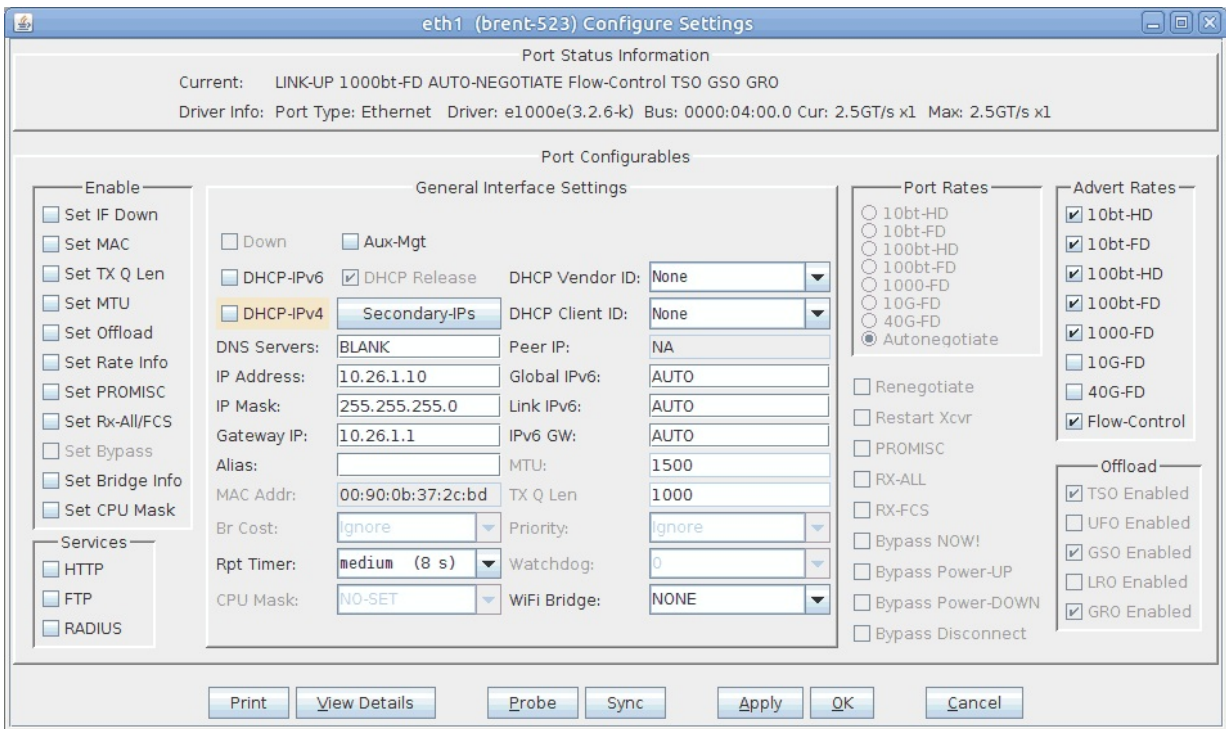 eth1 (brent-523) Configure Settings
Port Status Information
Current: LINK-UP 1000bt-FD AUTO-NEGOTIATE Flow-Control TSO GSO GRO
Driver Info: Port Type: Ethernet Driver: e1000e(3.2.6-k) Bus: 0000:04:00.0 Cur: 2.5GT/s x1 Max: 2.5GT/s x1
Port Configurables
Enable
Set IF Down
Set MAC
Set TX Q Len
Set MTU
Set Offload
Set Rate Info
Set PROMISC
Set Rx-All/FCS
Set Bypass
Set Bridge Info
Set CPU Mask
Services
HTTP
FTP
RADIUS
General Interface Settings
Down Aux-Mgt
DHCP-IPv6 DHCP Release DHCP Vendor ID: None
DHCP-IPv4 Secondary-IPs DHCP Client ID: None
DNS Servers: BLANK Peer IP: NA
IP Address: 10.26.1.10 Global IPv6: AUTO
IP Mask: 255.255.255.0 Link IPv6: AUTO
Gateway IP: 10.26.1.1 IPv6 GW: AUTO
Alias: MTU: 1500
MAC Addr: 00:90:0b:37:2c:bd TX Q Len 1000
Br Cost: Ignore Priority: Ignore
Rpt Timer: medium (8 s) Watchdog: 0
CPU Mask: NO-SET WiFi Bridge: NONE
Port Rates
10bt-HD
10bt-FD
100bt-HD
100bt-FD
1000-FD
10G-FD
40G-FD
Autonegotiate
Renegotiate
Restart Xcvr
PROMISC
RX-ALL
RX-FCS
Bypass NOW!
Bypass Power-UP
Bypass Power-DOWN
Bypass Disconnect
Advert Rates
10bt-HD
10bt-FD
100bt-HD
100bt-FD
1000-FD
10G-FD
40G-FD
Flow-Control
Offload
TSO Enabled
UFO Enabled
GSO Enabled
LRO Enabled
GRO Enabled
Print View Details Probe Sync Apply OK Cancel